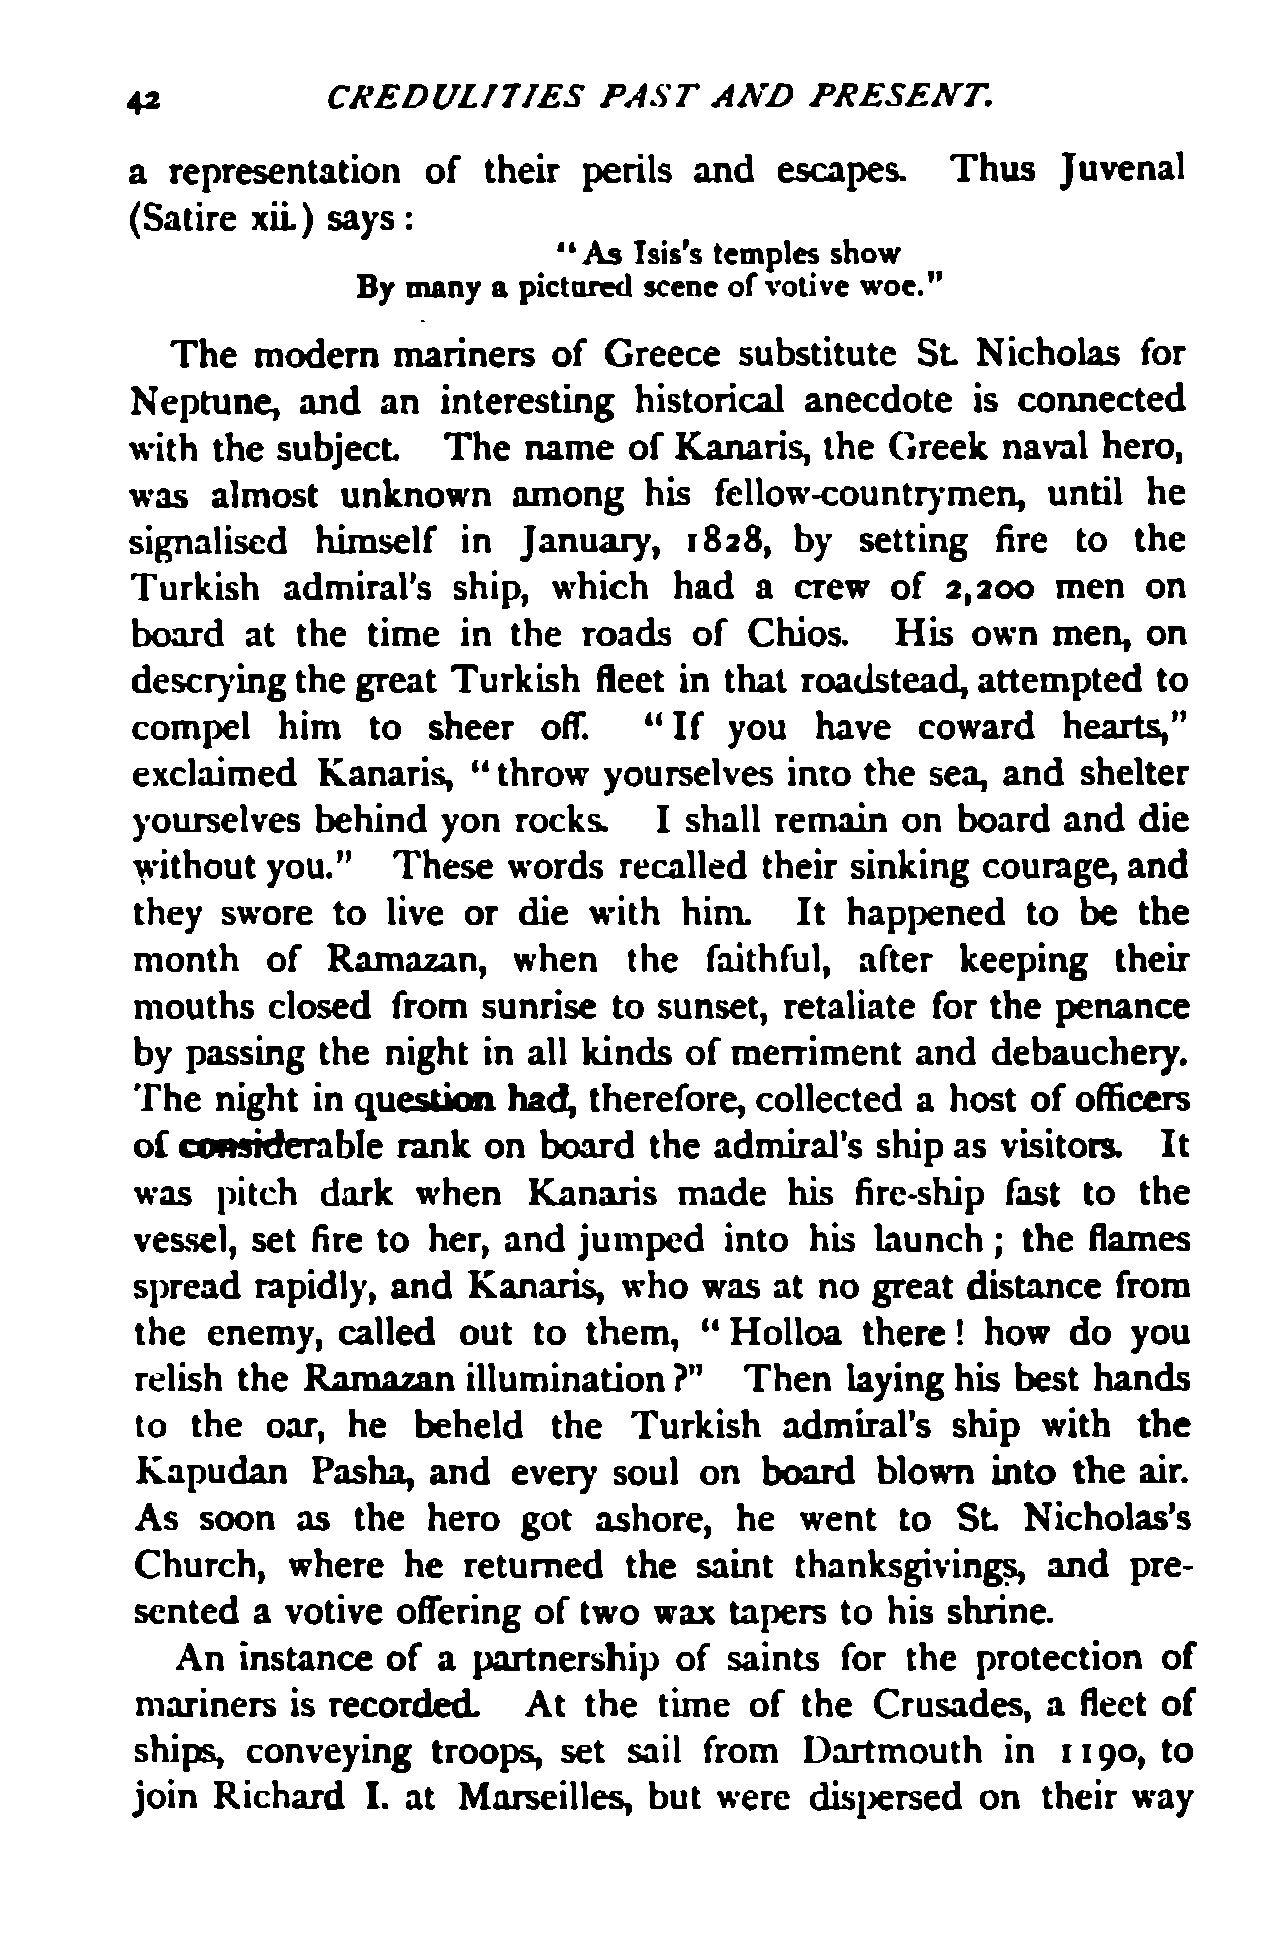 42 CREDULITIES PAST AND PRESENT.
a representation of their perils and escapes. Thus Juvenal
(Satire xii.) says :
"As Isis's temples show
By many a pictured scene of votive woe."
The modern mariners of Greece substitute St. Nicholas for
Neptune, and an interesting historical anecdote is connected
with the subject. The name of Kanaris, the Greek naval hero,
was almost unknown among his fellow-countrymen, until he
signalised himself in January, 1828, by setting fire to the
Turkish admiral's ship, which had a crew of 2,200 men on
board at the time in the roads of Chios. His own men, on
descrying the great Turkish fleet in that roadstead, attempted to
compel him to sheer off. "If you have coward hearts,"
exclaimed Kanaris, "throw yourselves into the sea, and shelter
yourselves behind yon rocks. I shall remain on board and die
without you." These words recalled their sinking courage, and
they swore to live or die with him. It happened to be the
month of Ramazan, when the faithful, after keeping their
mouths closed from sunrise to sunset, retaliate for the penance
by passing the night in all kinds of merriment and debauchery.
The night in question had, therefore, collected a host of officers
of considerable rank on board the admiral's ship as visitors. It
was pitch dark when Kanaris made his fire-ship fast to the
vessel, set fire to her, and jumped into his launch ; the flames
spread rapidly, and Kanaris, who was at no great distance from
the enemy, called out to them, "Holloa there ! how do you
relish the Ramazan illumination ?" Then laying his best hands
to the oar, he beheld the Turkish admiral's ship with the
Kapudan Pasha, and every soul on board blown into the air.
As soon as the hero got ashore, he went to St. Nicholas's
Church, where he returned the saint thanksgivings, and pre-
sented a votive offering of two wax tapers to his shrine.
An instance of a partnership of saints for the protection of
mariners is recorded. At the time of the Crusades, a fleet of
ships, conveying troops, set sail from Dartmouth in 1190, to
join Richard I. at Marseilles, but were dispersed on their way